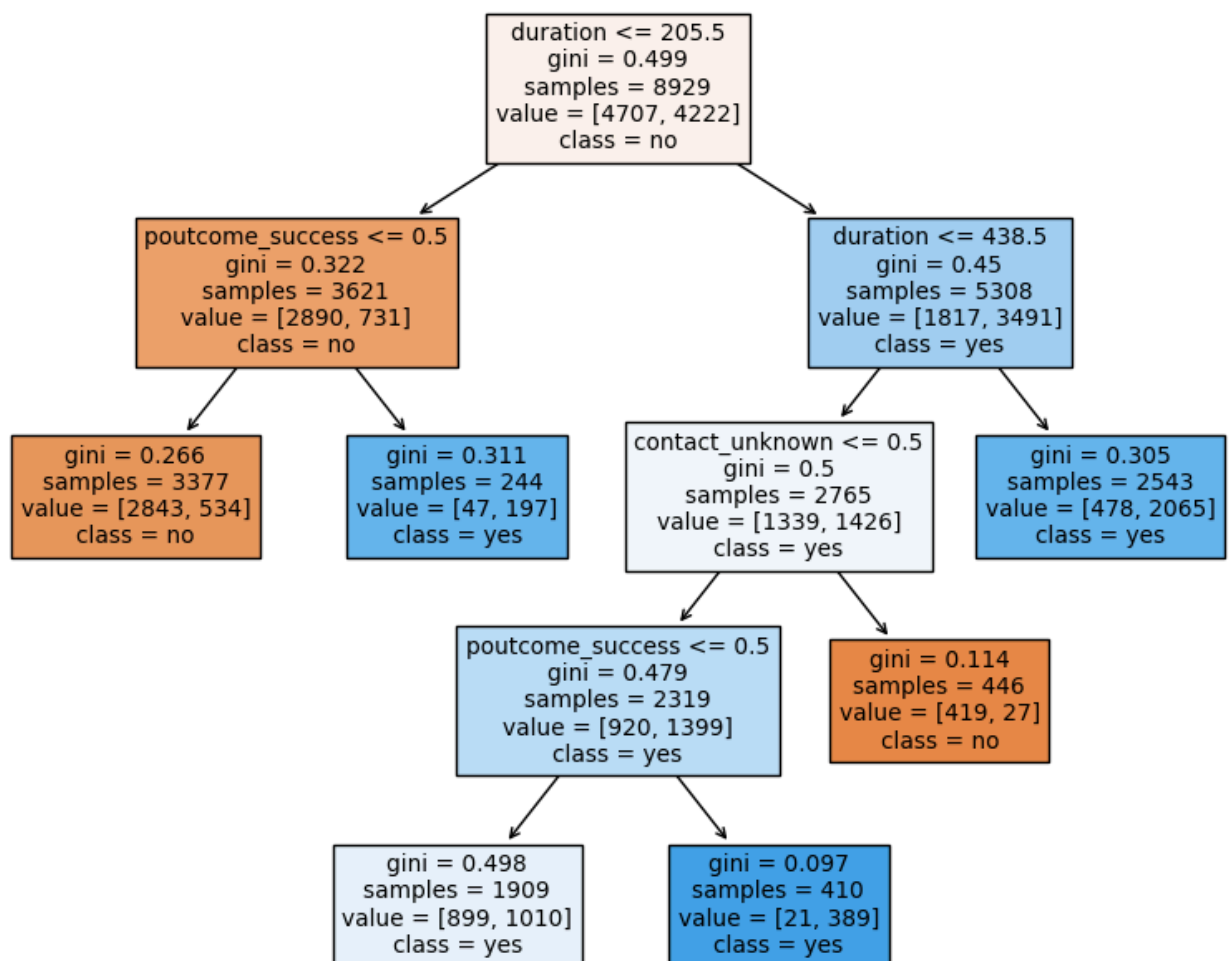 duration <= 205.5
gini = 0.499
samples = 8929
value = [4707, 4222]
class = no
poutcome_success <= 0.5
gini = 0.322
samples = 3621
value = [2890, 731]
class = no
duration <= 438.5
gini = 0.45
samples = 5308
value = [1817, 3491]
class = yes
gini = 0.266
samples = 3377
value = [2843, 534]
class = no
gini = 0.311
samples = 244
value = [47, 197]
class = yes
contact_unknown <= 0.5
gini = 0.5
samples = 2765
value = [1339, 1426]
class = yes
gini = 0.305
samples = 2543
value = [478, 2065]
class = yes
poutcome_success <= 0.5
gini = 0.479
samples = 2319
value = [920, 1399]
class = yes
gini = 0.114
samples = 446
value = [419, 27]
class = no
gini = 0.498
samples = 1909
value = [899, 1010]
class = yes
gini = 0.097
samples = 410
value = [21, 389]
class = yes